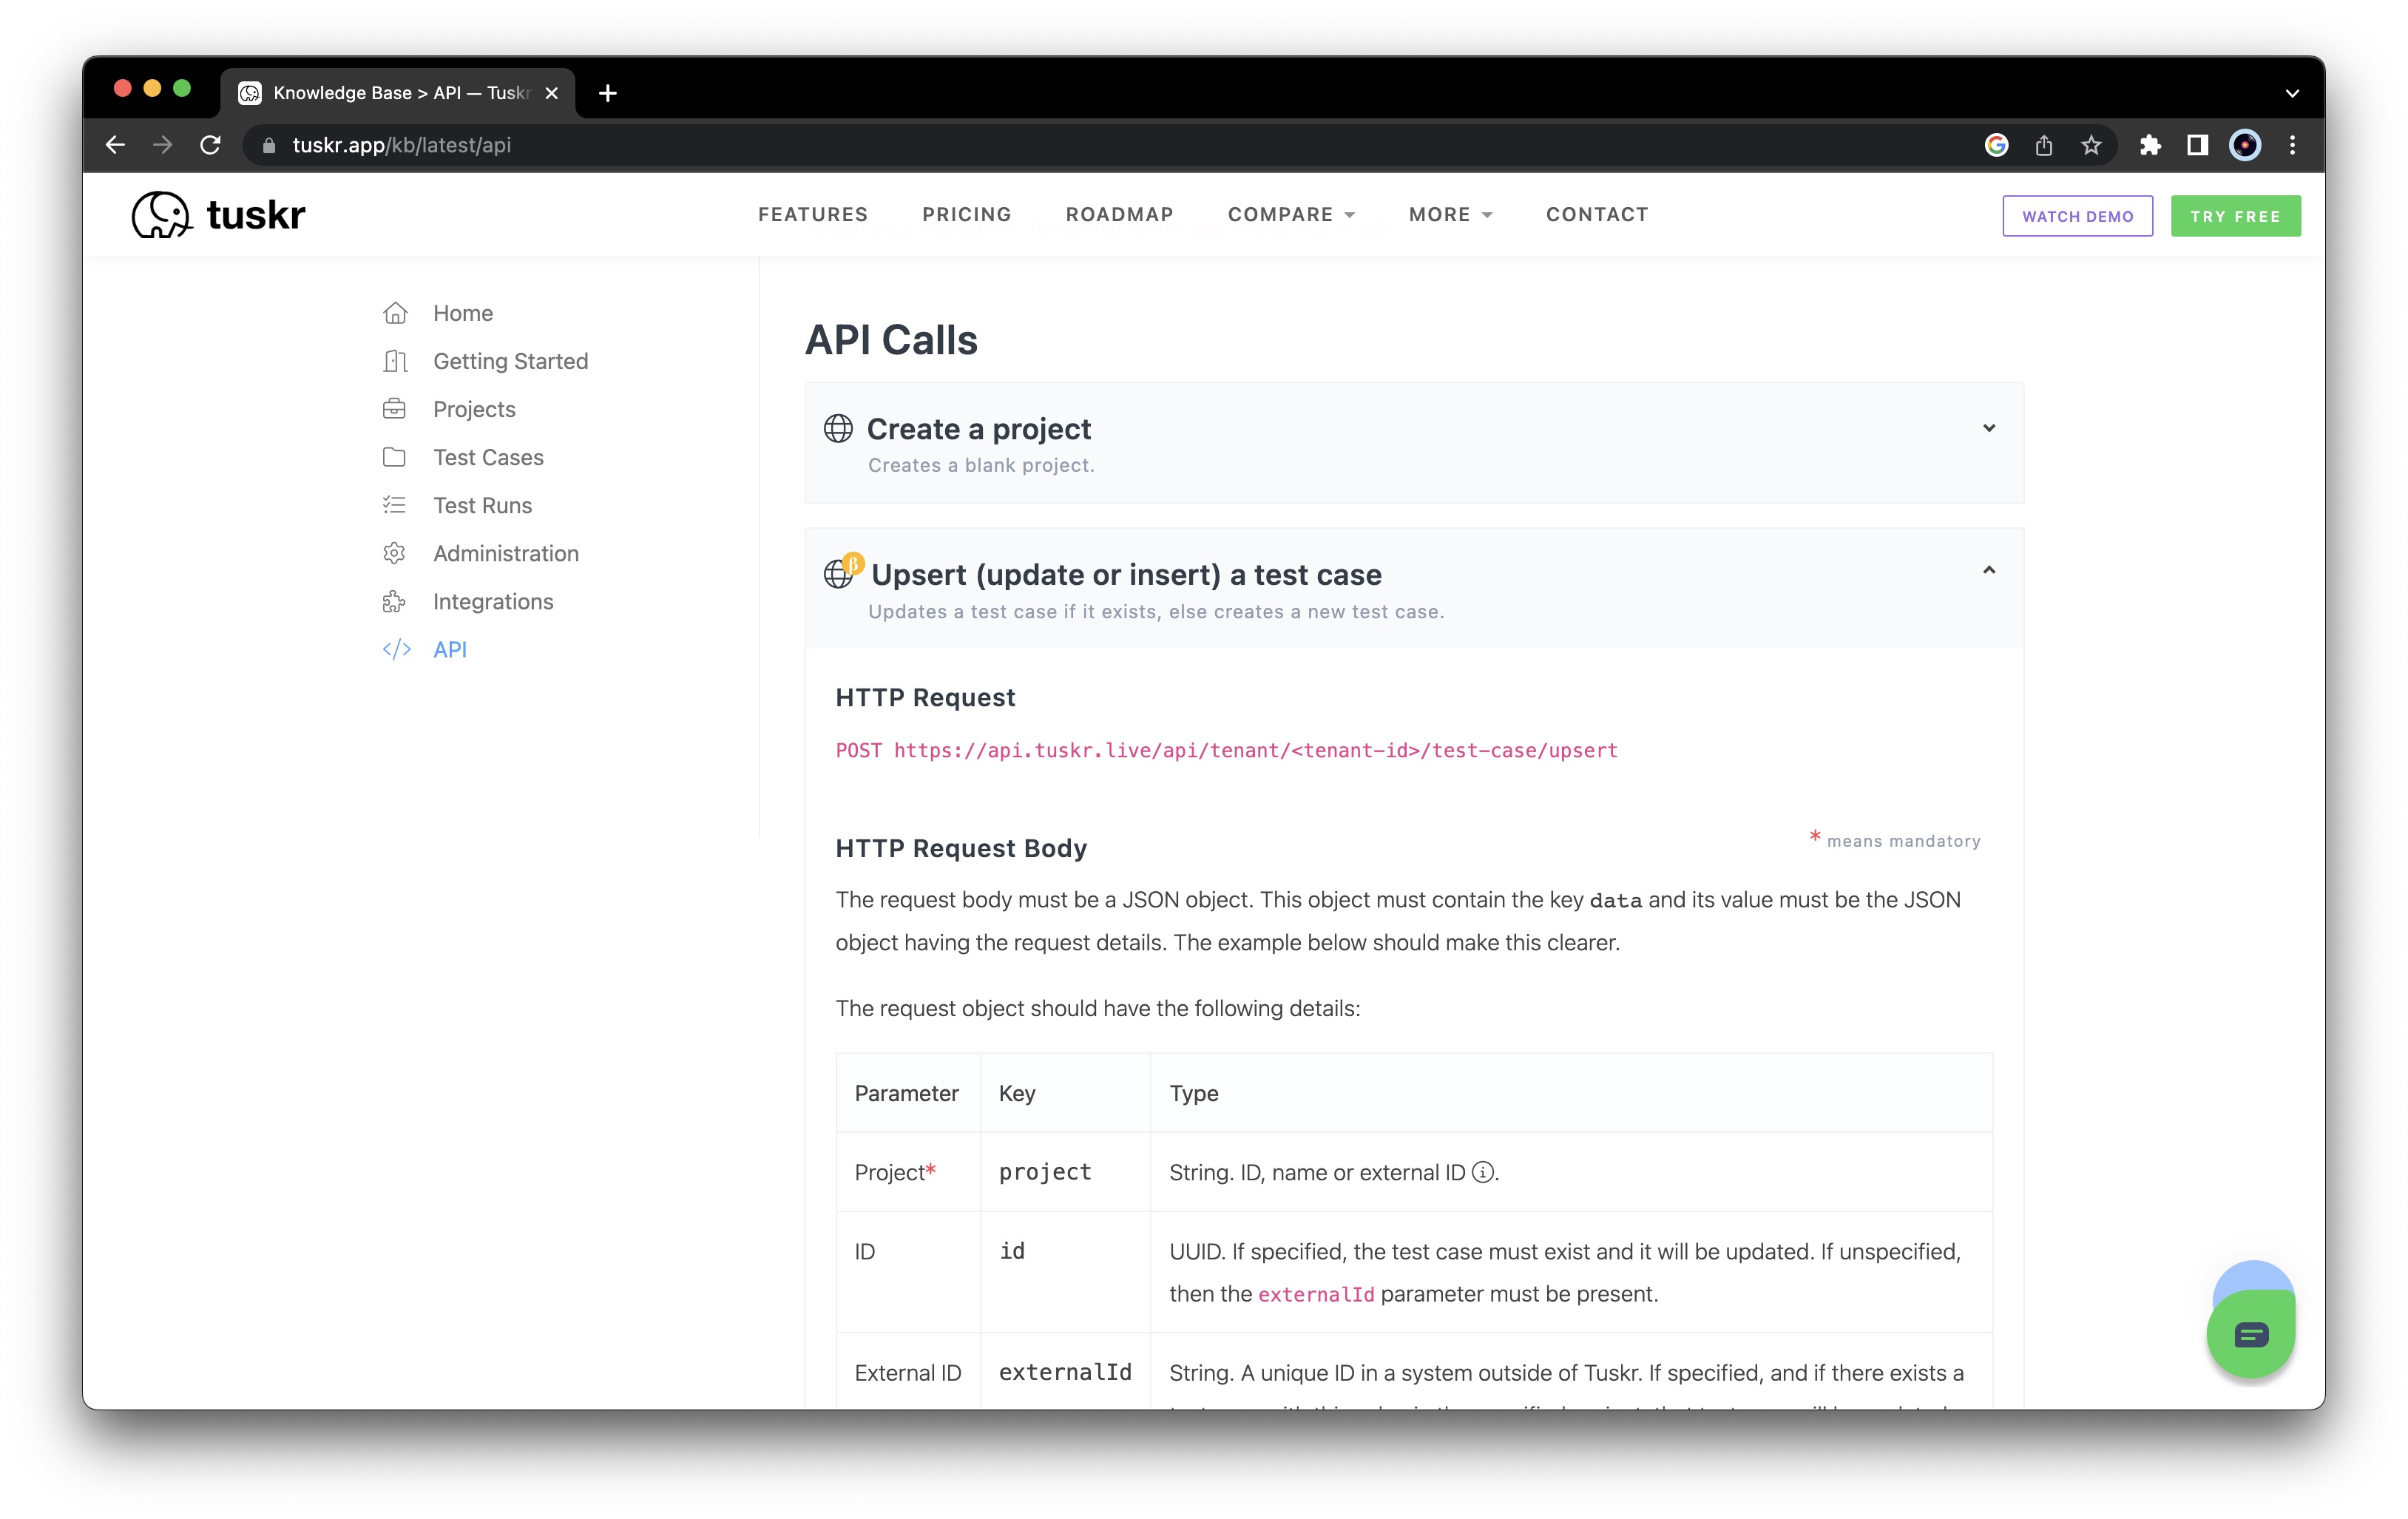 Knowledge Base > API — Tuskr
tuskr.app/kb/latest/api
tuskr
FEATURES
PRICING
ROADMAP
COMPARE
MORE
CONTACT
WATCH DEMO
TRY FREE
Home
Getting Started
Projects
Test Cases
Test Runs
Administration
Integrations
</> API
API Calls
Create a project
Creates a blank project.
β
Upsert (update or insert) a test case
Updates a test case if it exists, else creates a new test case.
HTTP Request
POST https://api.tuskr.live/api/tenant/<tenant-id>/test-case/upsert
HTTP Request Body
* means mandatory
The request body must be a JSON object. This object must contain the key data and its value must be the JSON
object having the request details. The example below should make this clearer.
The request object should have the following details:
Parameter Key Type
Project* project String. ID, name or external ID ⓘ.
ID id UUID. If specified, the test case must exist and it will be updated. If unspecified,
then the externalId parameter must be present.
External ID externalId String. A unique ID in a system outside of Tuskr. If specified, and if there exists a